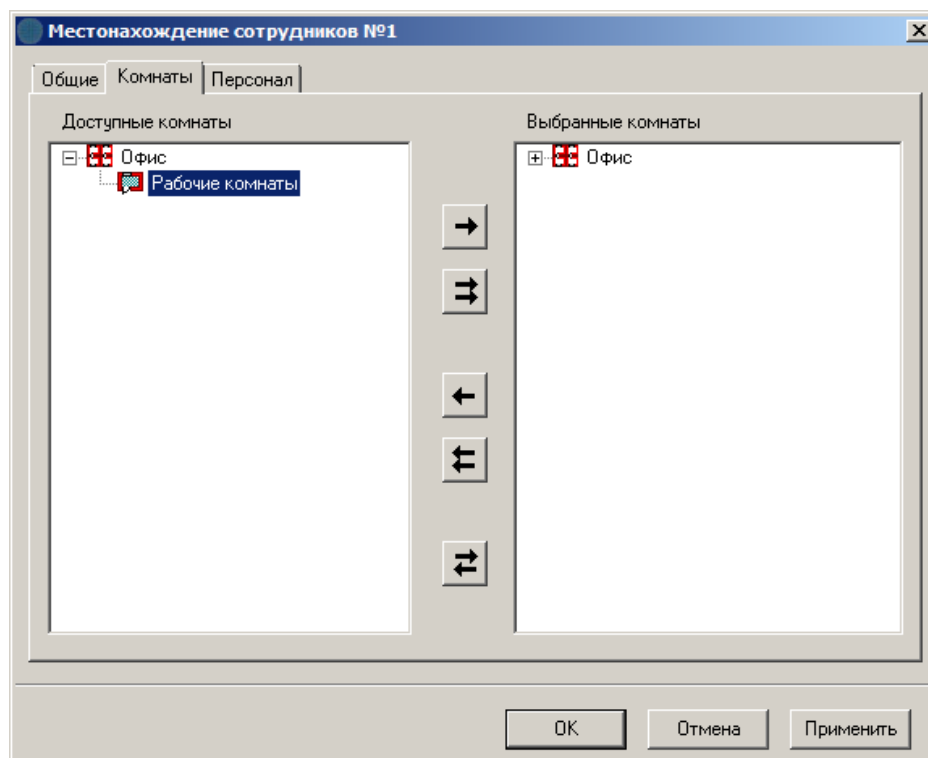 Местонахождение сотрудников №1
Общие Комнаты Персонал
Доступные комнаты Выбранные комнаты
Офис Офис
Рабочие комнаты
OK Отмена Применить